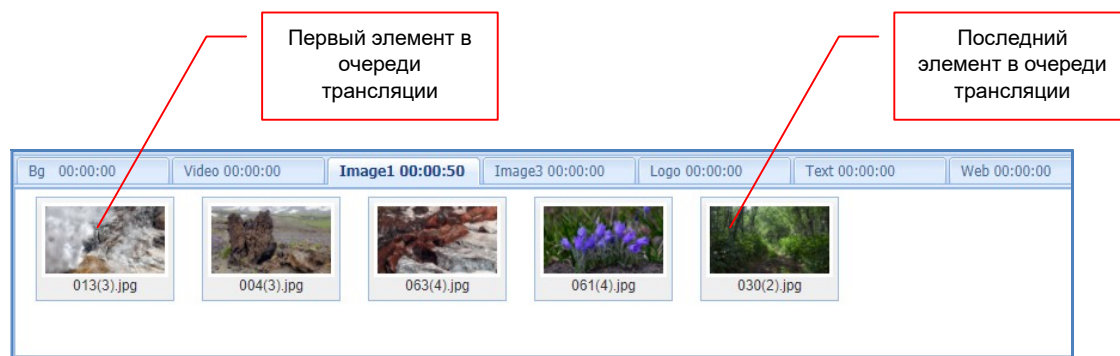 Первый элемент в
очереди
трансляции
Последний
элемент в очереди
трансляции
Bg 00:00:00 Video 00:00:00 Image1 00:00:50 Image3 00:00:00 Logo 00:00:00 Text 00:00:00 Web 00:00:00
013(3).jpg 004(3).jpg 063(4).jpg 061(4).jpg 030(2).jpg